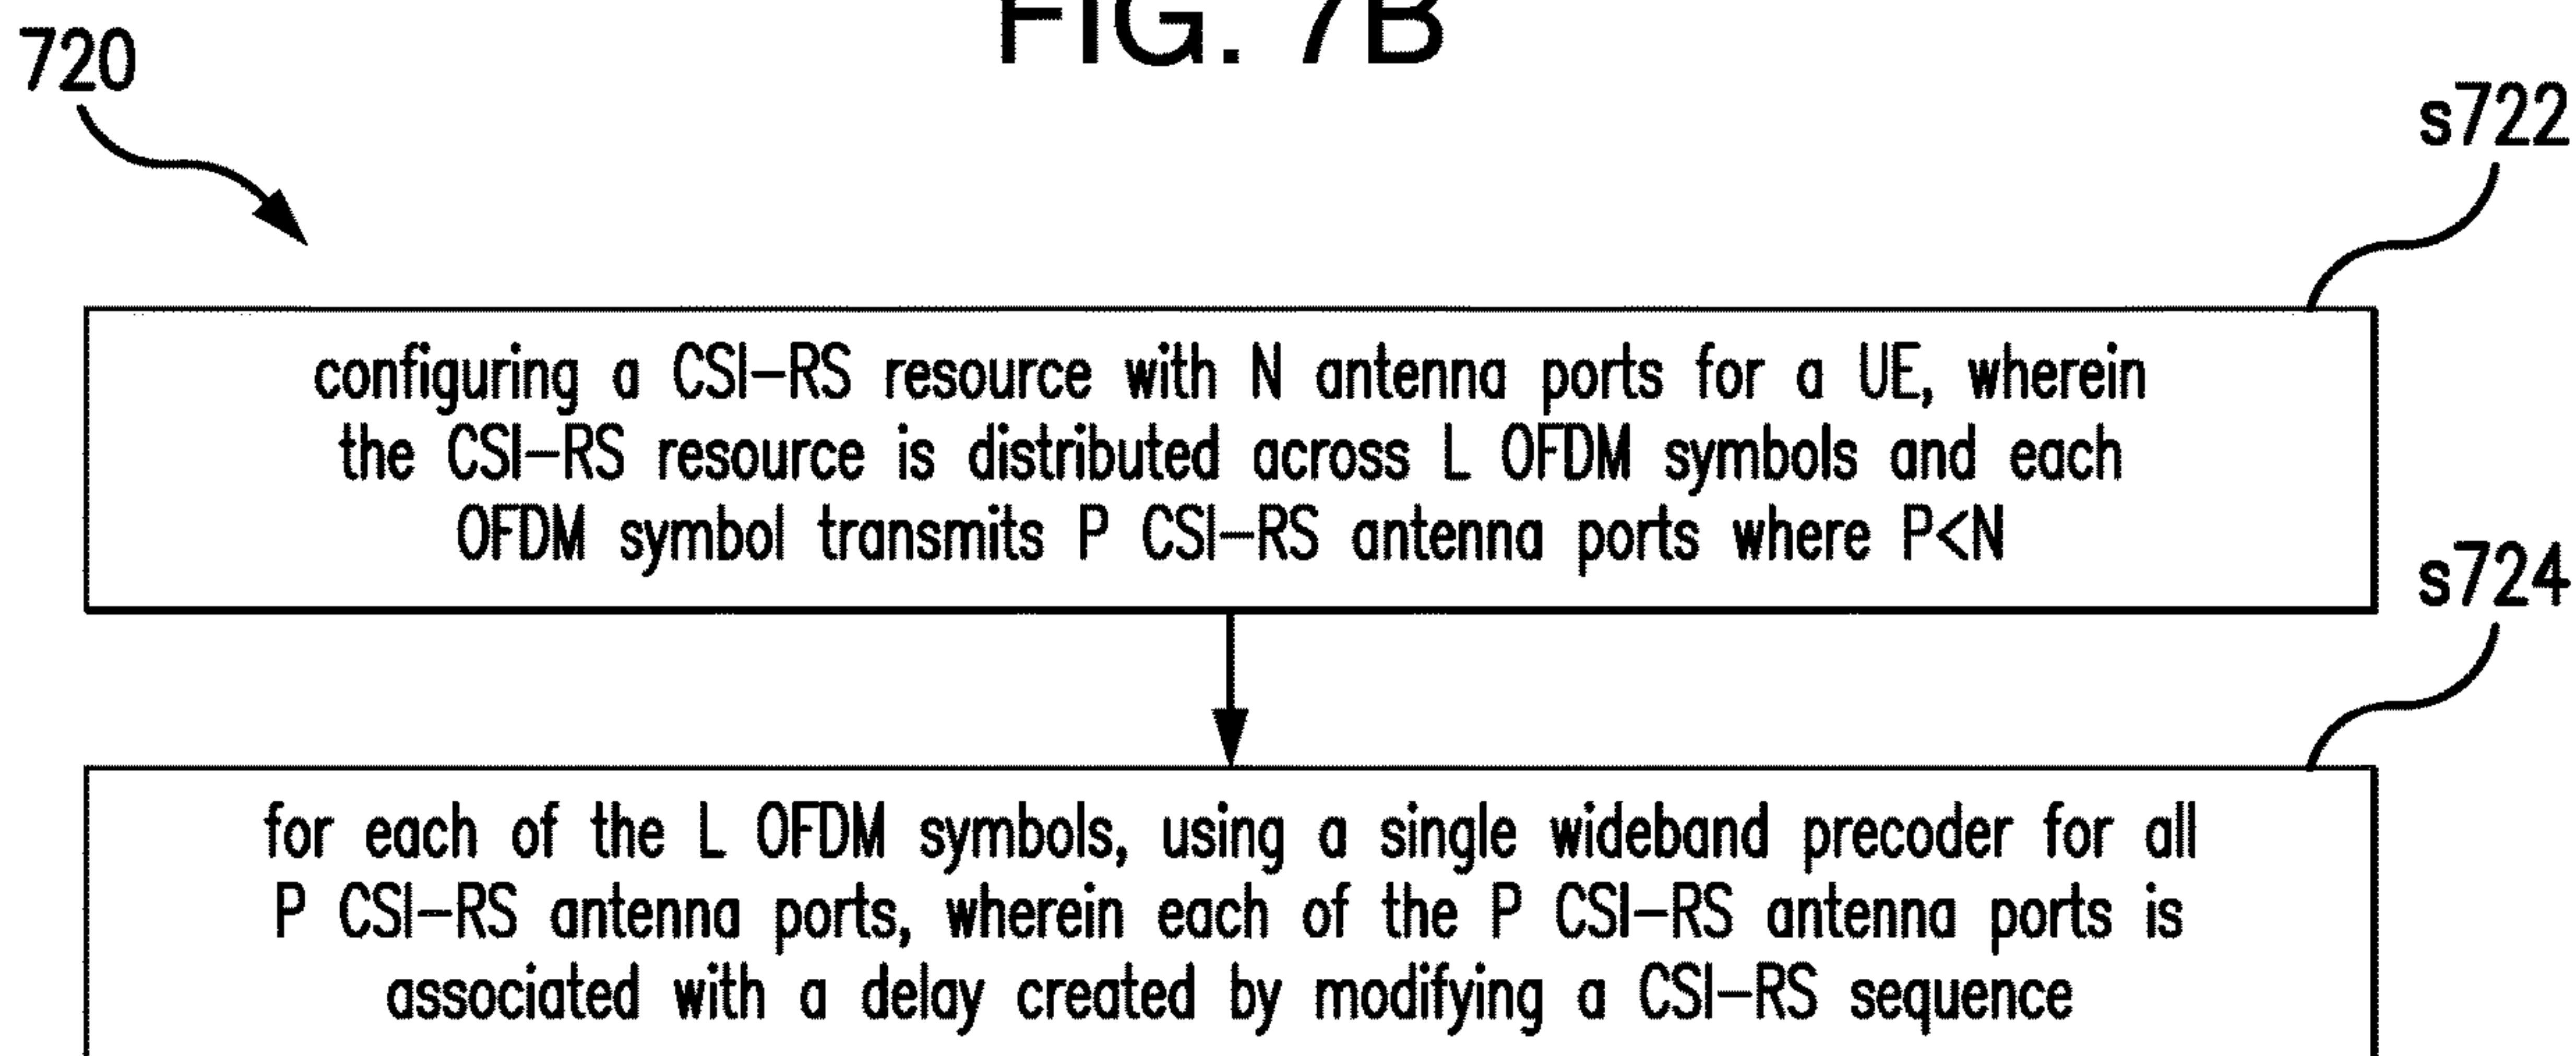 FIG. 7B
720
s722
configuring a CSI-RS resource with N antenna ports for a UE, wherein
the CSI-RS resource is distributed across L OFDM symbols and each
OFDM symbol transmits P CSI-RS antenna ports where P<N
s724
for each of the L OFDM symbols, using a single wideband precoder for all
P CSI-RS antenna ports, wherein each of the P CSI-RS antenna ports is
associated with a delay created by modifying a CSI-RS sequence